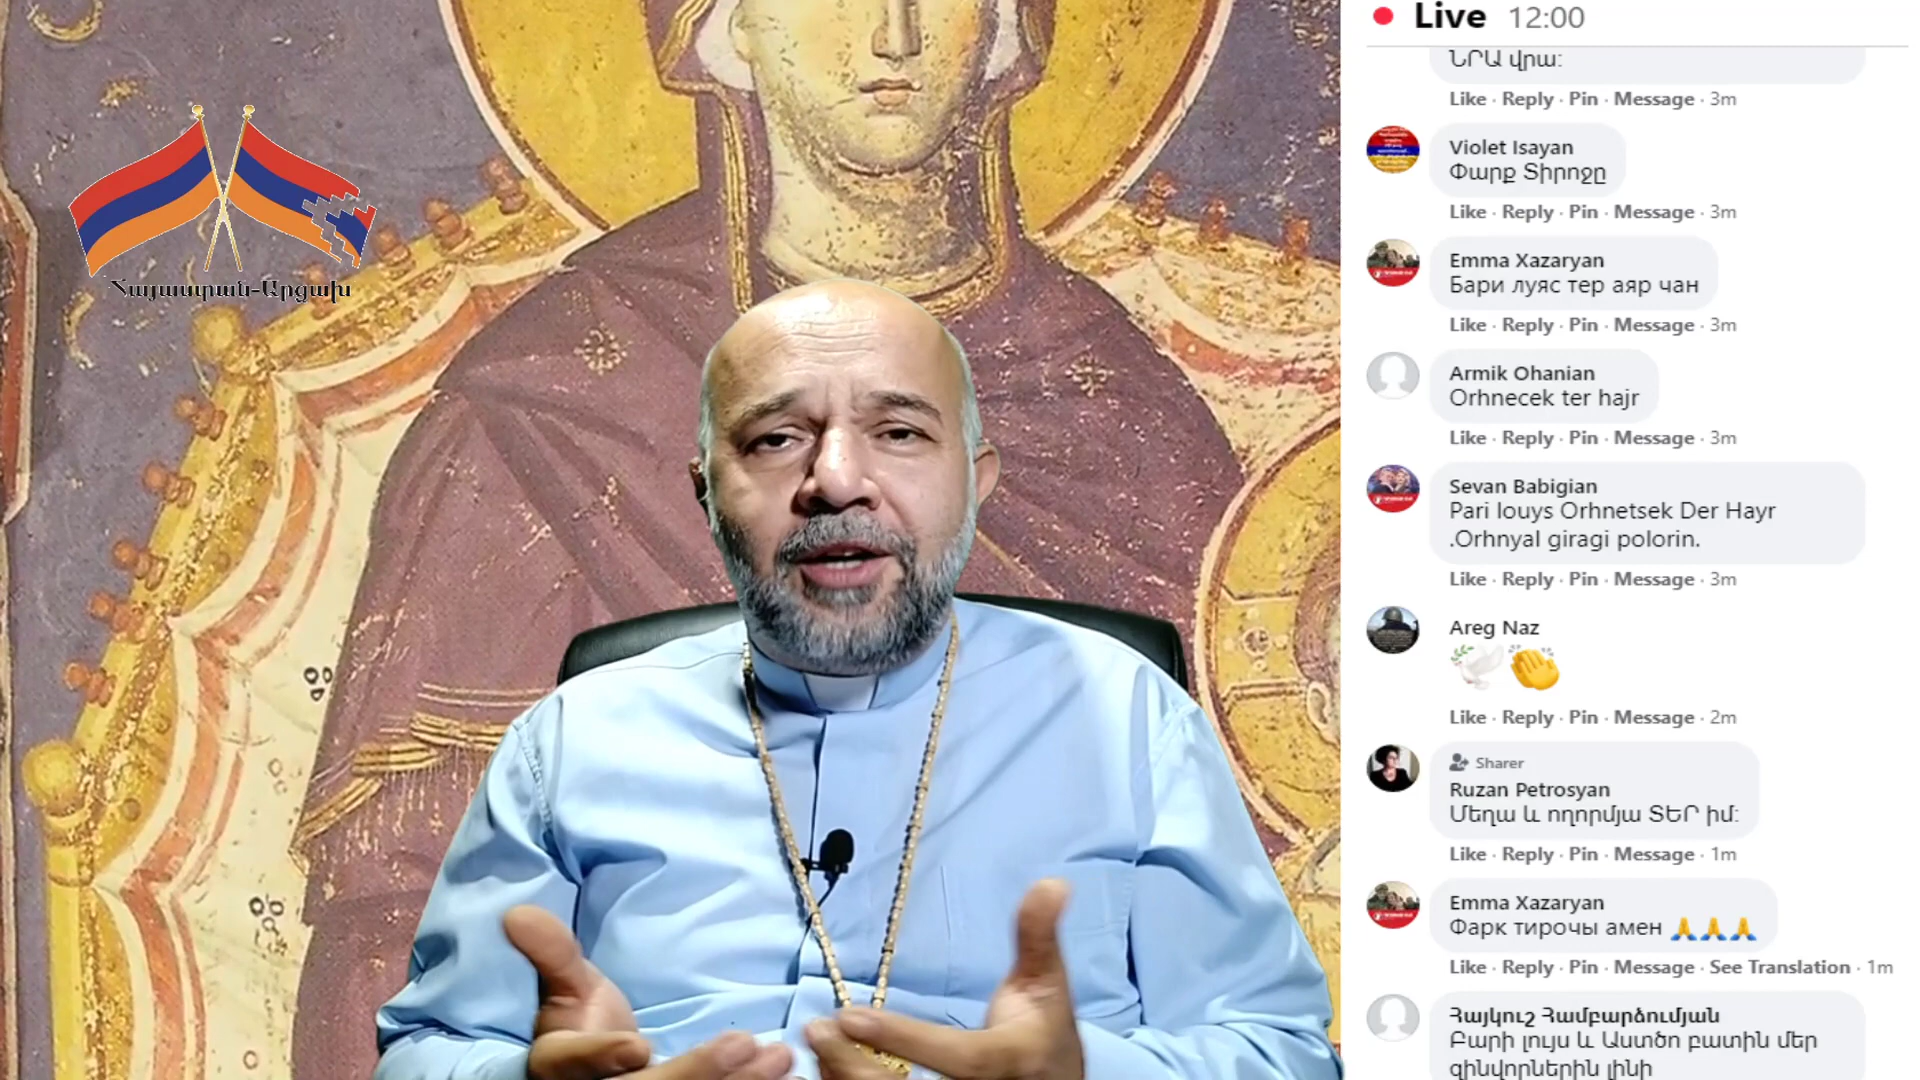 Հայաստան-Արցախ
Live 12:00
ՆՐԱ վրա:
Like · Reply · Pin · Message · 3m
Violet Isayan
Փարք Տիրոջը
Like · Reply · Pin · Message · 3m
Emma Xazaryan
Бари луяс тер аяр чан
Like · Reply · Pin · Message · 3m
Armik Ohanian
Orhnecek ter hajr
Like · Reply · Pin · Message · 3m
Sevan Babigian
Pari louys Orhnetsek Der Hayr
.Orhnyal giragi polorin.
Like · Reply · Pin · Message · 3m
Areg Naz
Like · Reply · Pin · Message · 2m
Sharer
Ruzan Petrosyan
Մեղա և ողորմյա ՏԵՐ իմ:
Like · Reply · Pin · Message · 1m
Emma Xazaryan
Фарк тирочы амен 🙏🙏🙏
Like · Reply · Pin · Message · See Translation · 1m
Հայկուշ Համբարձումյան
Բարի լույս և Աստծո բատին մեր
զինվորներին լինի